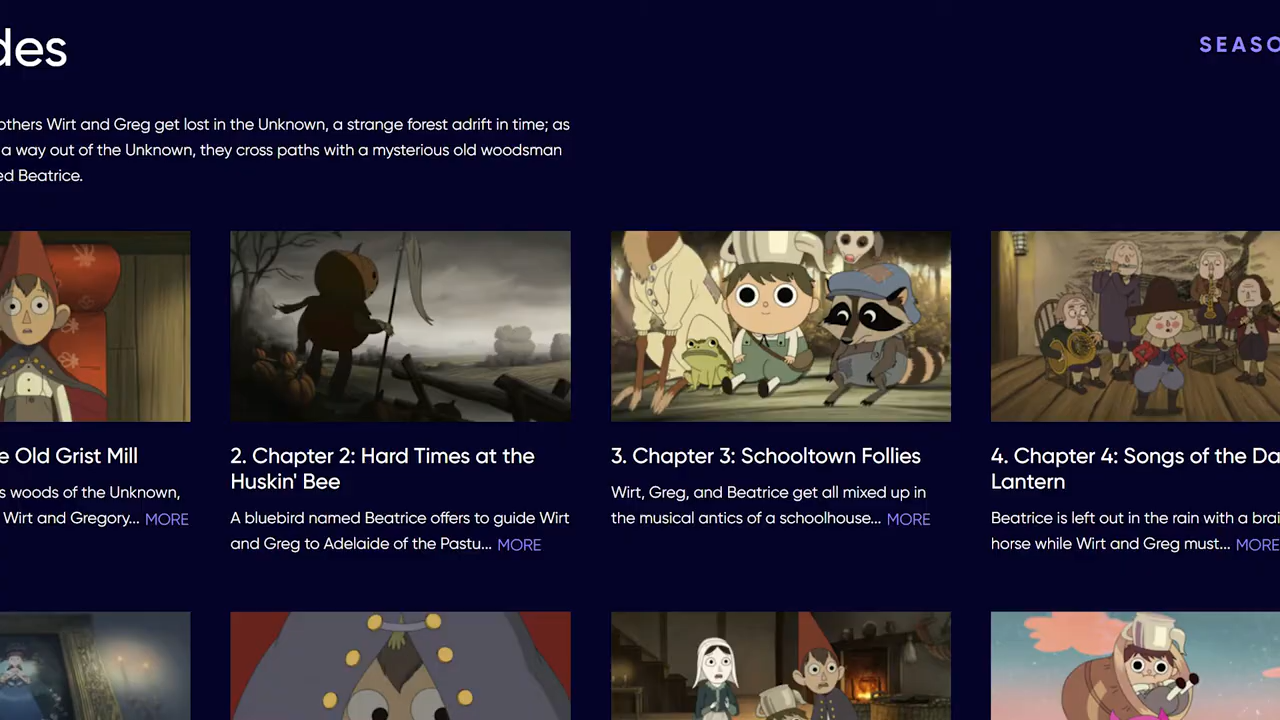 des
SEASO
others Wirt and Greg get lost in the Unknown, a strange forest adrift in time; as
a way out of the Unknown, they cross paths with a mysterious old woodsman
ed Beatrice.
e Old Grist Mill
s woods of the Unknown,
Wirt and Gregory... MORE
2. Chapter 2: Hard Times at the
Huskin' Bee
A bluebird named Beatrice offers to guide Wirt
and Greg to Adelaide of the Pastu... MORE
3. Chapter 3: Schooltown Follies
Wirt, Greg, and Beatrice get all mixed up in
the musical antics of a schoolhouse... MORE
4. Chapter 4: Songs of the Da
Lantern
Beatrice is left out in the rain with a brai
horse while Wirt and Greg must... MORE